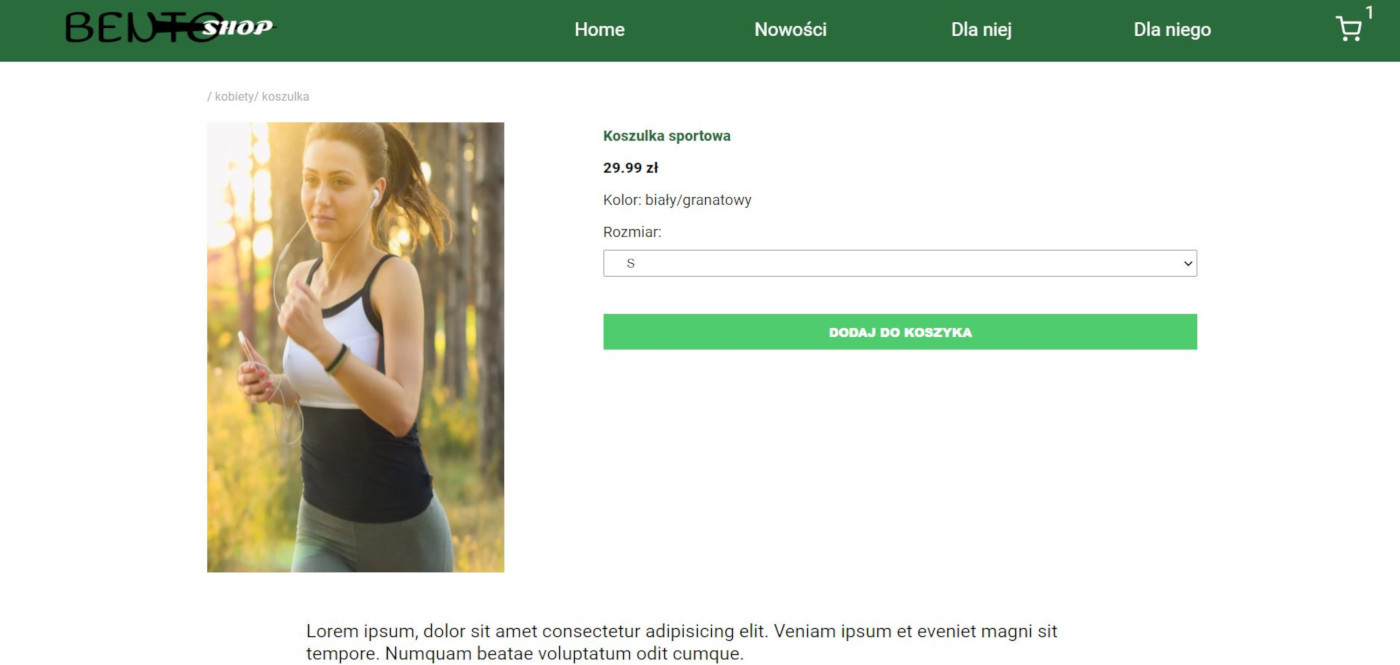 BENTO SHOP Home Nowości Dla niej Dla niego 1
/ kobiety/ koszulka
Koszulka sportowa
29.99 zł
Kolor: biały/granatowy
Rozmiar:
S
DODAJ DO KOSZYKA
Lorem ipsum, dolor sit amet consectetur adipisicing elit. Veniam ipsum et eveniet magni sit
tempore. Numquam beatae voluptatum odit cumque.